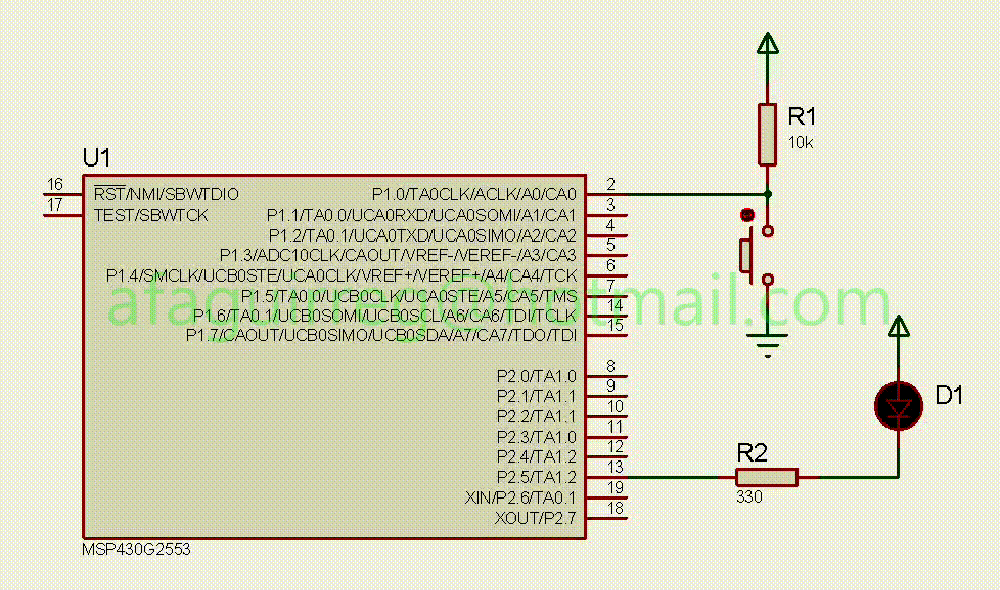 R1
10k
U1
16 RST/NMI/SBWTDIO P1.0/TA0CLK/ACLK/A0/CA0 2
17 TEST/SBWTCK P1.1/TA0.0/UCA0RXD/UCA0SOMI/A1/CA1 3
P1.2/TA0.1/UCA0TXD/UCA0SIMO/A2/CA2 4
P1.3/ADC10CLK/CAOUT/VREF-/VEREF-/A3/CA3 5
P1.4/SMCLK/UCB0STE/UCA0CLK/VREF+/VEREF+/A4/CA4/TCK 6
P1.5/TA0.0/UCB0CLK/UCA0STE/A5/CA5/TMS 7
P1.6/TA0.1/UCB0SOMI/UCB0SCL/A6/CA6/TDI/TCLK 14
P1.7/CAOUT/UCB0SIMO/UCB0SDA/A7/CA7/TDO/TDI 15
P2.0/TA1.0 8
P2.1/TA1.1 9
P2.2/TA1.1 10
P2.3/TA1.0 11
P2.4/TA1.2 12
P2.5/TA1.2 13
XIN/P2.6/TA0.1 19
XOUT/P2.7 18
MSP430G2553
D1
R2
330